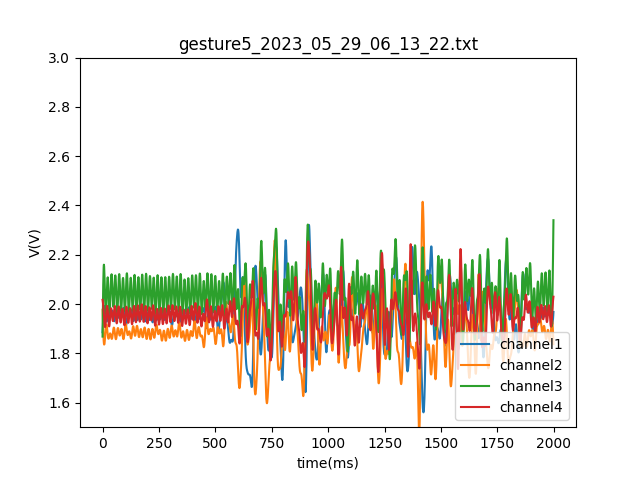 gesture5_2023_05_29_06_13_22.txt
3.0
2.8
2.6
2.4
2.2
2.0
1.8
1.6
V(V)
channel1
channel2
channel3
channel4
0 250 500 750 1000 1250 1500 1750 2000
time(ms)